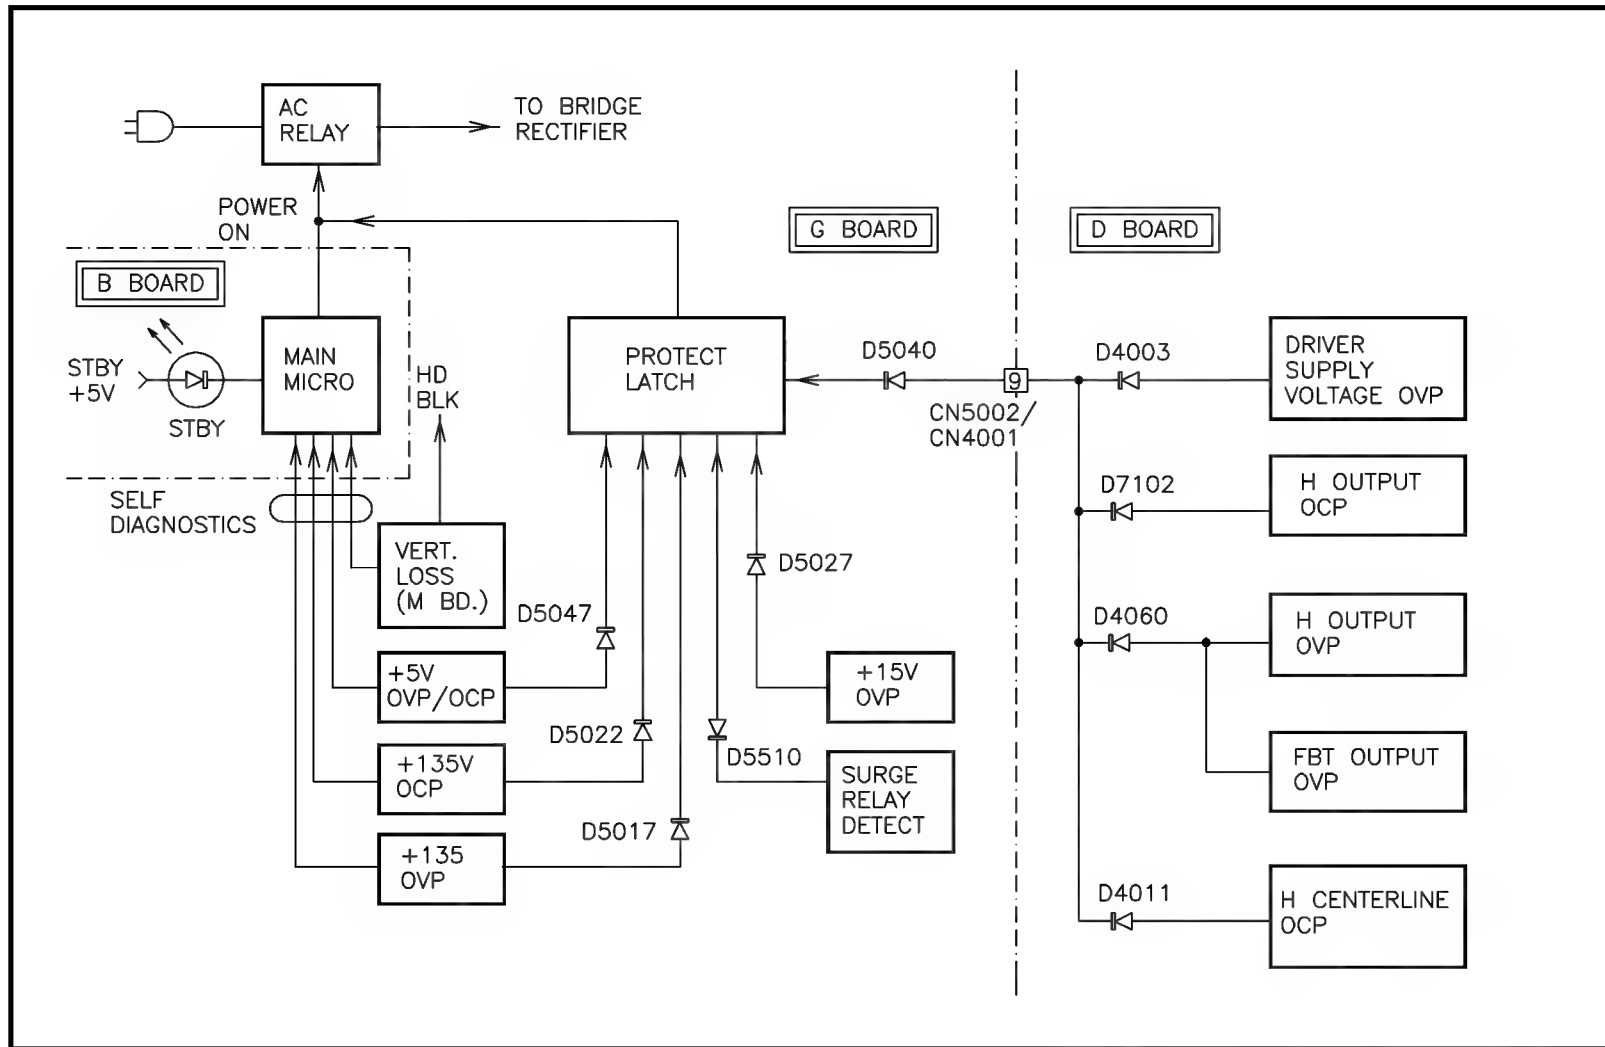 AC
RELAY
TO BRIDGE
RECTIFIER
POWER
ON
G BOARD
D BOARD
B BOARD
STBY
+5V
STBY
MAIN
MICRO
HD
BLK
PROTECT
LATCH
D5040
9
CN5002/
CN4001
D4003
DRIVER
SUPPLY
VOLTAGE OVP
SELF
DIAGNOSTICS
D7102
H OUTPUT
OCP
VERT.
LOSS
(M BD.)
D5047
D5027
D4060
H OUTPUT
OVP
+5V
OVP/OCP
+15V
OVP
D5022
D5510
+135V
OCP
SURGE
RELAY
DETECT
FBT OUTPUT
OVP
D5017
+135
OVP
D4011
H CENTERLINE
OCP